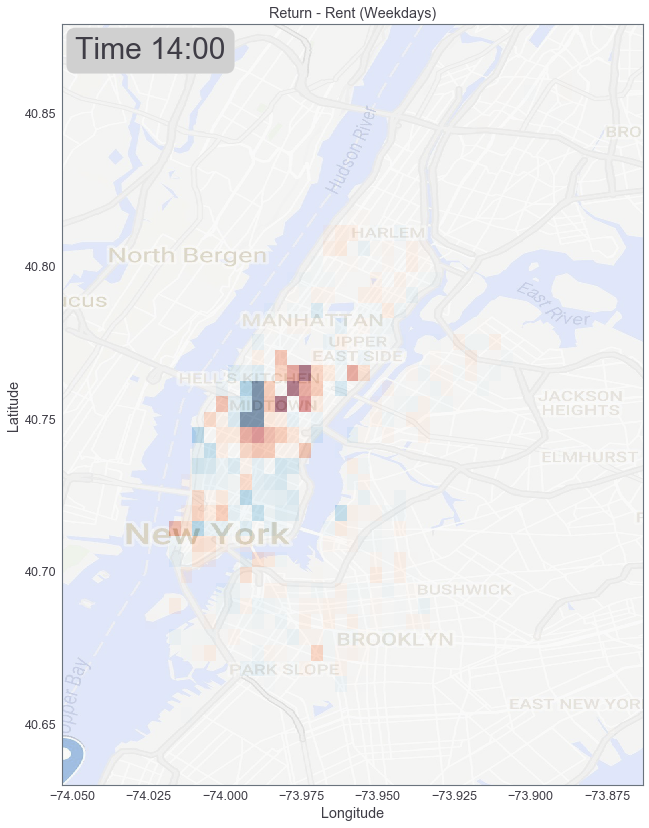 Return - Rent (Weekdays)
Time 14:00
40.85
BRO
Hudson River
HARLEM
North Bergen
40.80
East River
UCUS
MANHATTAN
UPPER
EAST SIDE
HELL'S KITCHEN
JACKSON
HEIGHTS
MIDTOWN
40.75
Latitude
ELMHURST
New York
40.70
BUSHWICK
BROOKLYN
PARK SLOPE
Upper Bay
EAST NEW YOR
40.65
−74.050
−74.025
−74.000
−73.975
−73.950
−73.925
−73.900
−73.875
Longitude